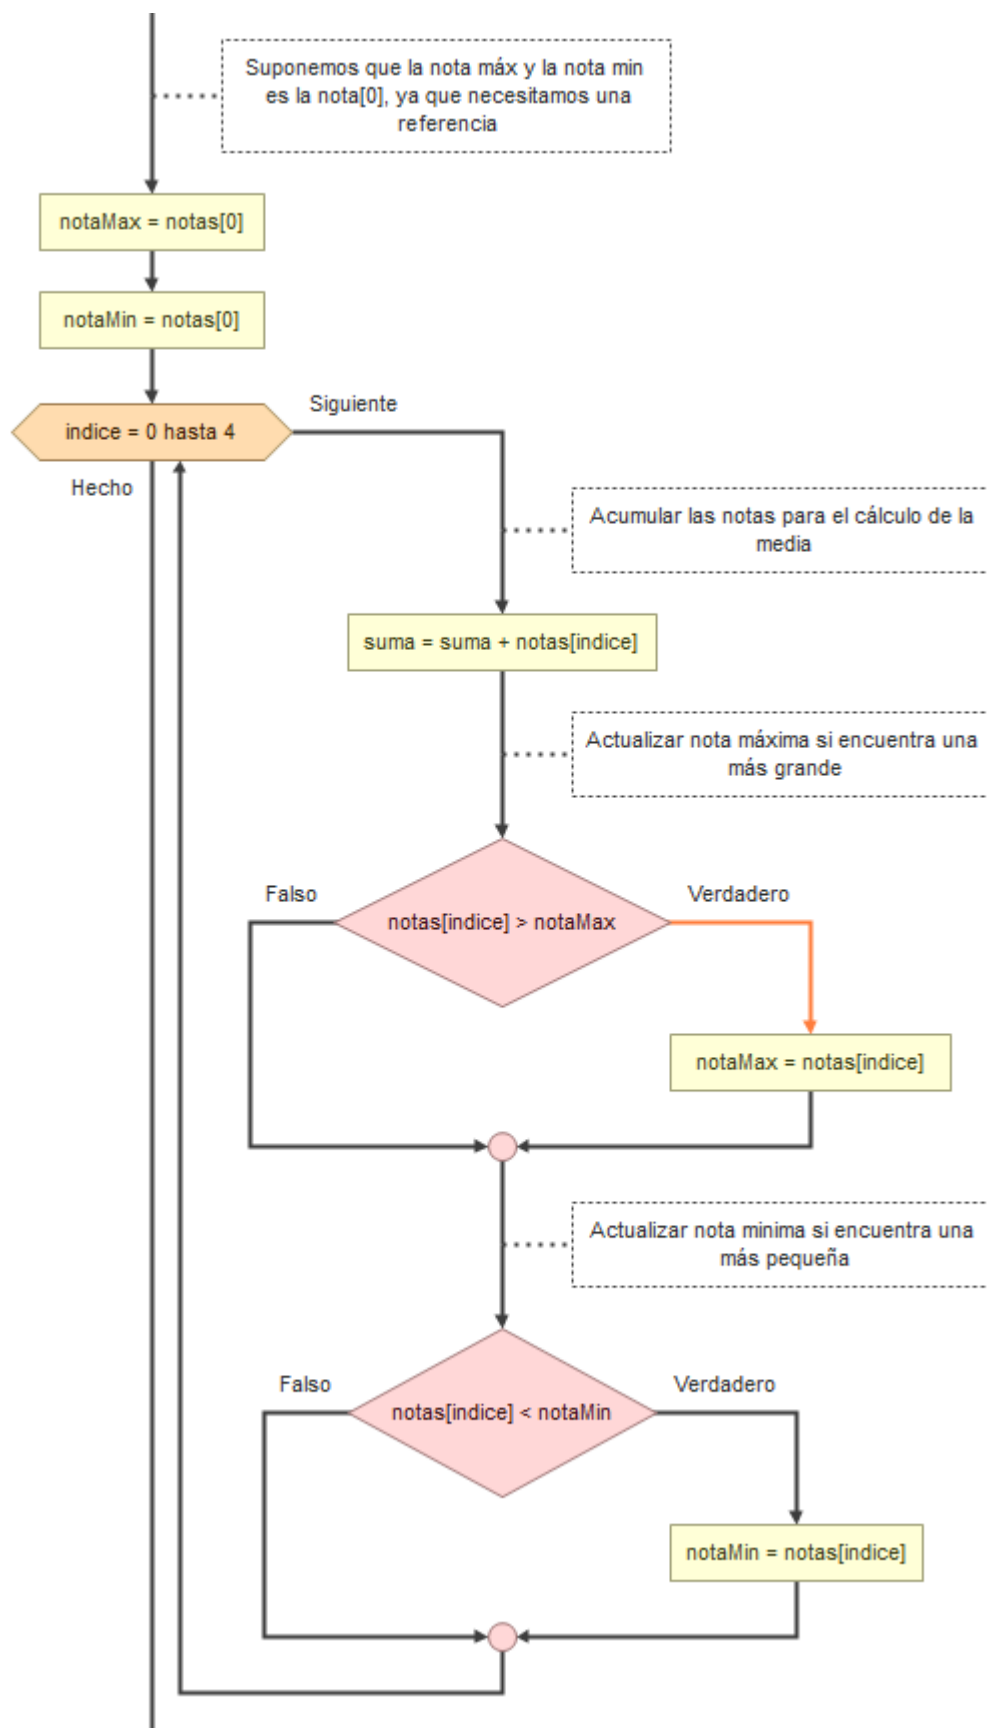 Suponemos que la nota máx y la nota min
es la nota[0], ya que necesitamos una
referencia
notaMax = notas[0]
notaMin = notas[0]
Siguiente
indice = 0 hasta 4
Hecho
Acumular las notas para el cálculo de la
media
suma = suma + notas[indice]
Actualizar nota máxima si encuentra una
más grande
Falso
Verdadero
notas[indice] > notaMax
notaMax = notas[indice]
Actualizar nota minima si encuentra una
más pequeña
Falso
Verdadero
notas[indice] < notaMin
notaMin = notas[indice]